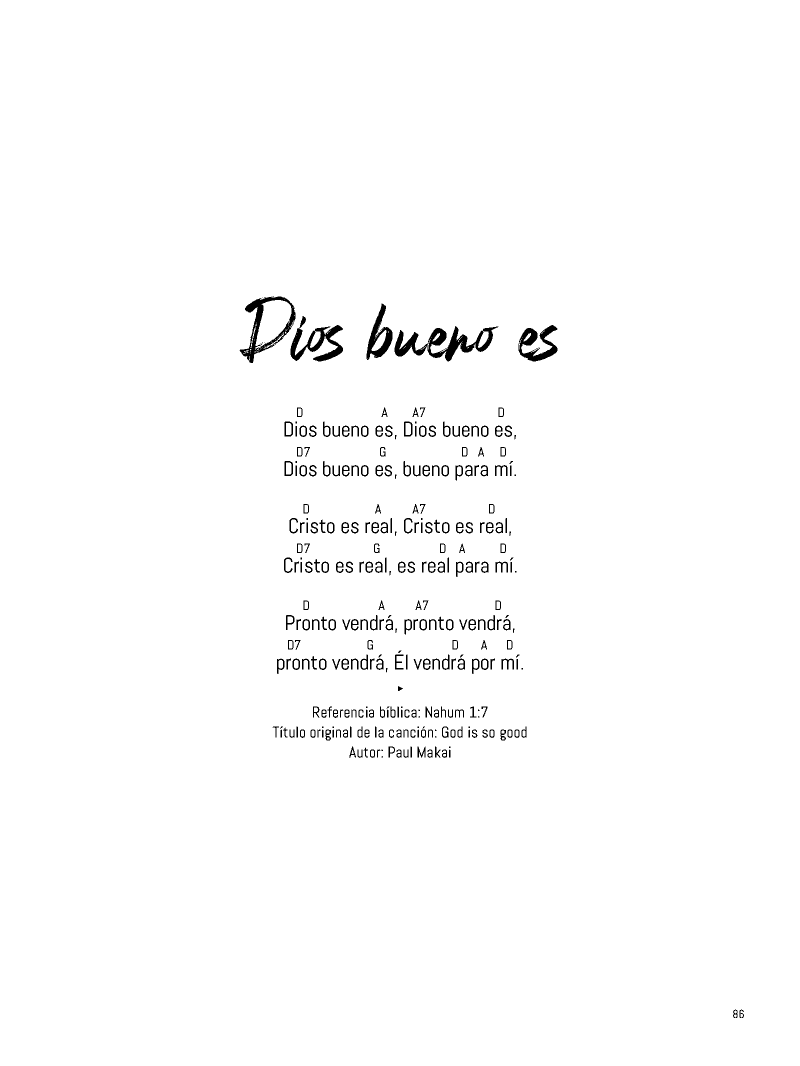 Dios bueno es
D A A7 D
Dios bueno es, Dios bueno es,
D7 G D A D
Dios bueno es, bueno para mí.
D A A7 D
Cristo es real, Cristo es real,
D7 G D A D
Cristo es real, es real para mí.
D A A7 D
Pronto vendrá, pronto vendrá,
D7 G D A D
pronto vendrá, Él vendrá por mí.
Referencia bíblica: Nahum 1:7
Título original de la canción: God is so good
Autor: Paul Makai
86